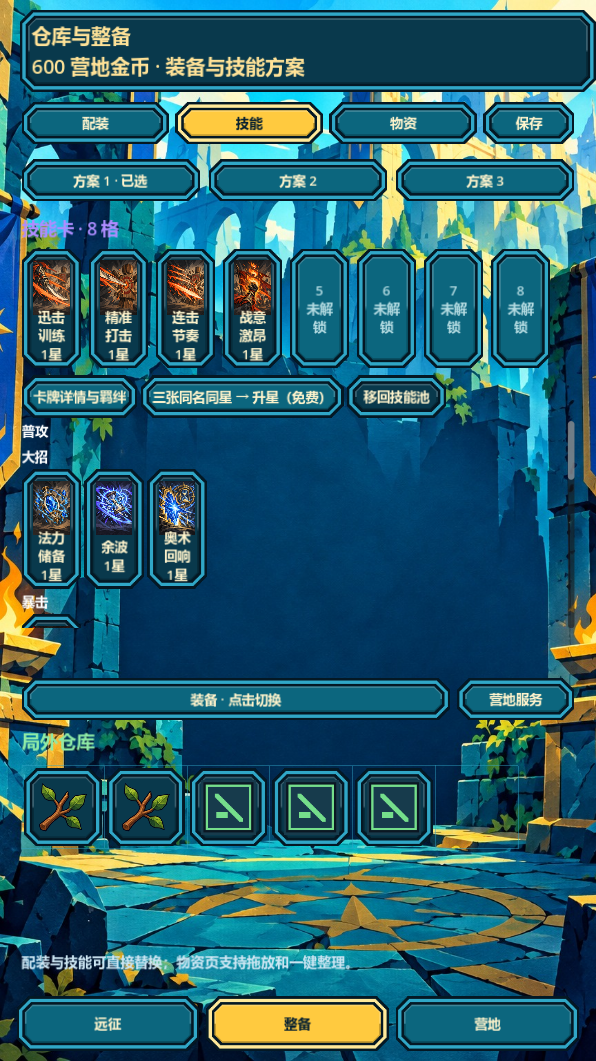 仓库与整备
600 营地金币 · 装备与技能方案
配装 技能 物资 保存
方案 1 · 已选 方案 2 方案 3
技能卡 · 8 格
迅击训练 1星
精准打击 1星
连击节奏 1星
战意激昂 1星
5 未解锁
6 未解锁
7 未解锁
8 未解锁
卡牌详情与羁绊 三张同名同星 → 升星（免费） 移回技能池
普攻
大招
法力储备 1星
余波 1星
奥术回响 1星
暴击
装备 · 点击切换 营地服务
局外仓库
配装与技能可直接替换；物资页支持拖放和一键整理。
远征 整备 营地